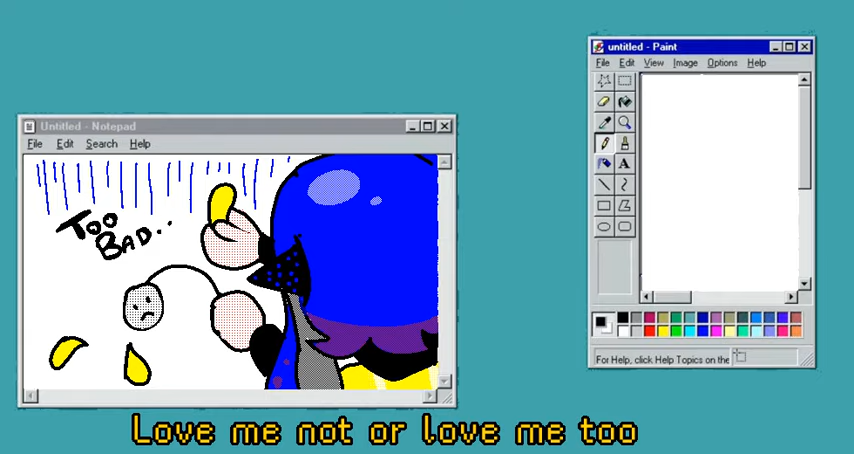 untitled - Paint
File Edit View Image Options Help
Untitled - Notepad
File Edit Search Help
TOO
BAD..
A
For Help, click Help Topics on the
Love me not or love me too